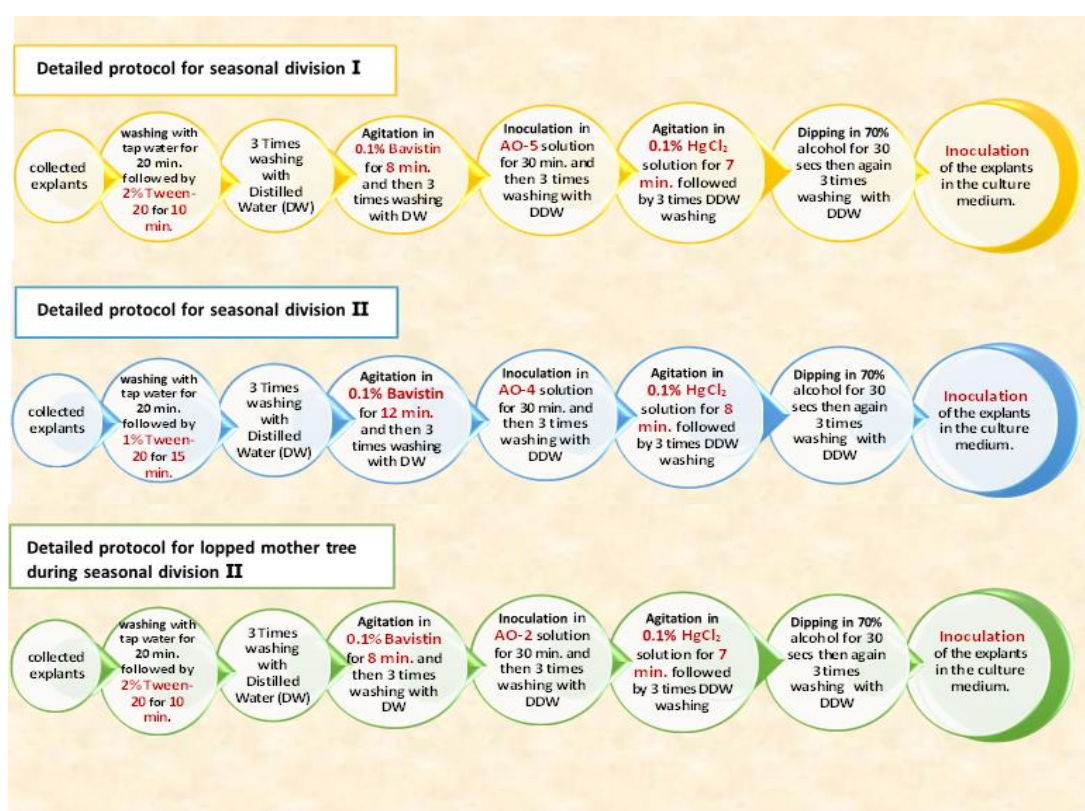 Detailed protocol for seasonal division I
collected
explants
washing with
tap water for
20 min.
followed by
2% Tween-
20 for 10
min.
3 Times
washing
with
Distilled
Water (DW)
Agitation in
0.1% Bavistin
for 8 min.
and then 3
times washing
with DW
Inoculation in
AO-5 solution
for 30 min. and
then 3 times
washing with
DDW
Agitation in
0.1% HgCl₂
solution for 7
min. followed
by 3 times DDW
washing
Dipping in 70%
alcohol for 30
secs then again
3 times
washing with
DDW
Inoculation
of the explants
in the culture
medium.
Detailed protocol for seasonal division II
collected
explants
washing with
tap water for
20 min.
followed by
1% Tween-
20 for 15
min.
3 Times
washing
with
Distilled
Water (DW)
Agitation in
0.1% Bavistin
for 12 min.
and then 3
times washing
with DW
Inoculation in
AO-4 solution
for 30 min. and
then 3 times
washing with
DDW
Agitation in
0.1% HgCl₂
solution for 8
min. followed
by 3 times DDW
washing
Dipping in 70%
alcohol for 30
secs then again
3 times
washing with
DDW
Inoculation
of the explants
in the culture
medium.
Detailed protocol for lopped mother tree
during seasonal division II
collected
explants
washing with
tap water for
20 min.
followed by
2% Tween-
20 for 10
min.
3 Times
washing
with
Distilled
Water (DW)
Agitation in
0.1% Bavistin
for 8 min. and
then 3 times
washing with
DW
Inoculation in
AO-2 solution
for 30 min. and
then 3 times
washing with
DDW
Agitation in
0.1% HgCl₂
solution for 7
min. followed
by 3 times DDW
washing
Dipping in 70%
alcohol for 30
secs then again
3 times
washing with
DDW
Inoculation
of the explants
in the culture
medium.